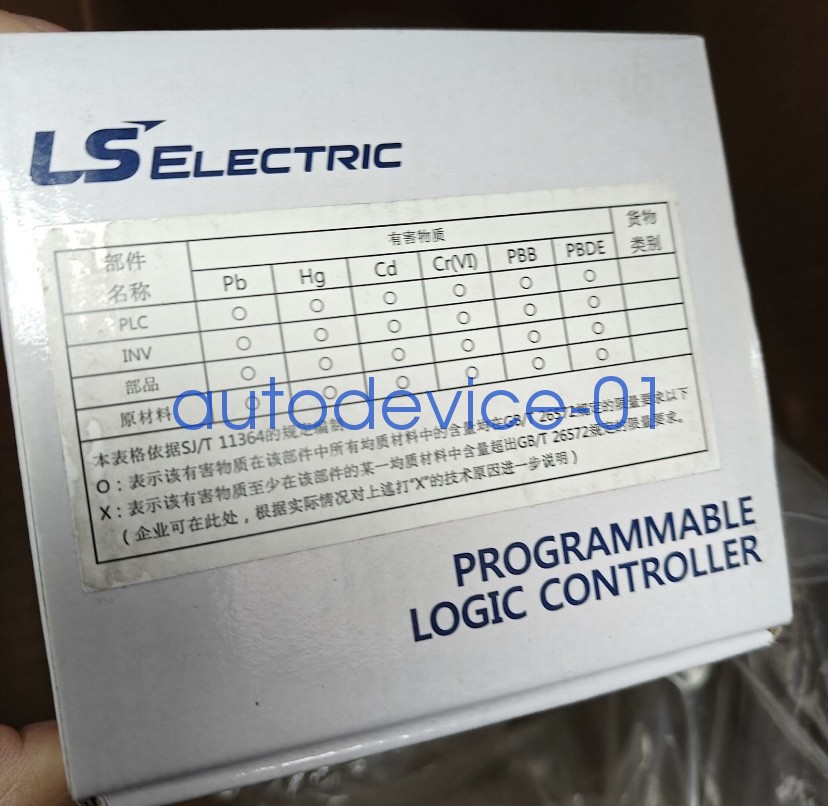 LS ELECTRIC
部件名称 有害物质 货物类别
Pb Hg Cd Cr(VI) PBB PBDE
PLC ○ ○ ○ ○ ○ ○
INV ○ ○ ○ ○ ○ ○
部品 ○ ○ ○ ○ ○ ○
原材料 ○ ○ ○ ○ ○ ○
本表格依据SJ/T 11364的规定编制
O：表示该有害物质在该部件中所有均质材料中的含量均在GB/T 26572规定的限量要求以下
X：表示该有害物质至少在该部件的某一均质材料中含量超出GB/T 26572规定的限量要求。
（企业可在此处，根据实际情况对上述打“X”的技术原因进一步说明）
autodevice-01
PROGRAMMABLE
LOGIC CONTROLLER